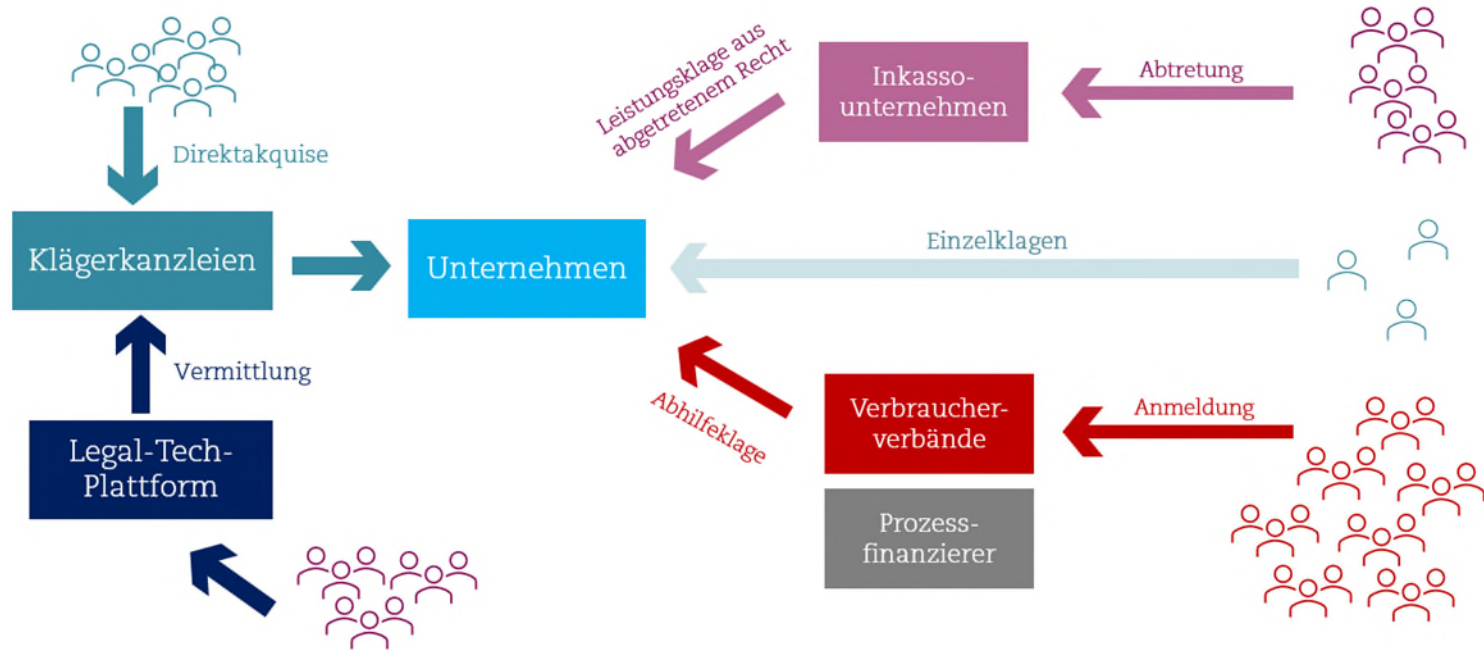 Direktakquise
Klägerkanzleien
Vermittlung
Legal-Tech-
Plattform
Unternehmen
Leistungsklage aus
abgetretenem Recht
Inkasso-
unternehmen
Abtretung
Einzelklagen
Abhilfeklage
Verbraucher-
verbände
Anmeldung
Prozess-
finanzierer